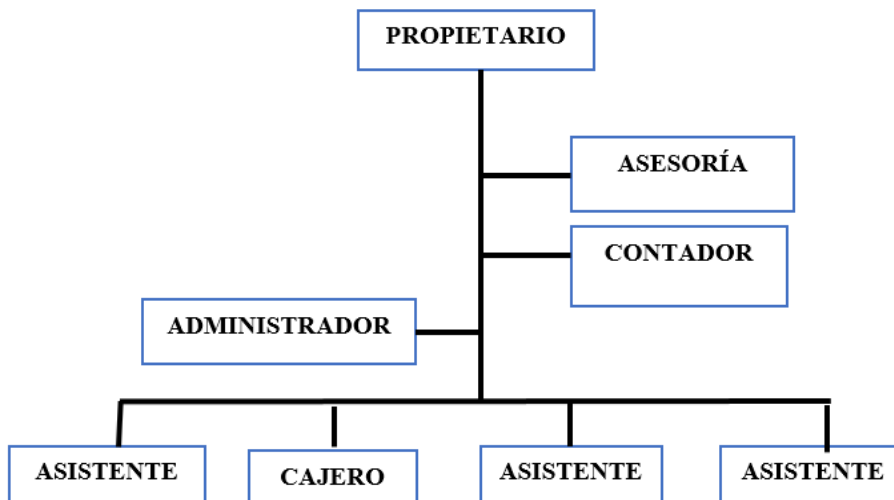 PROPIETARIO
ASESORÍA
CONTADOR
ADMINISTRADOR
ASISTENTE
CAJERO
ASISTENTE
ASISTENTE